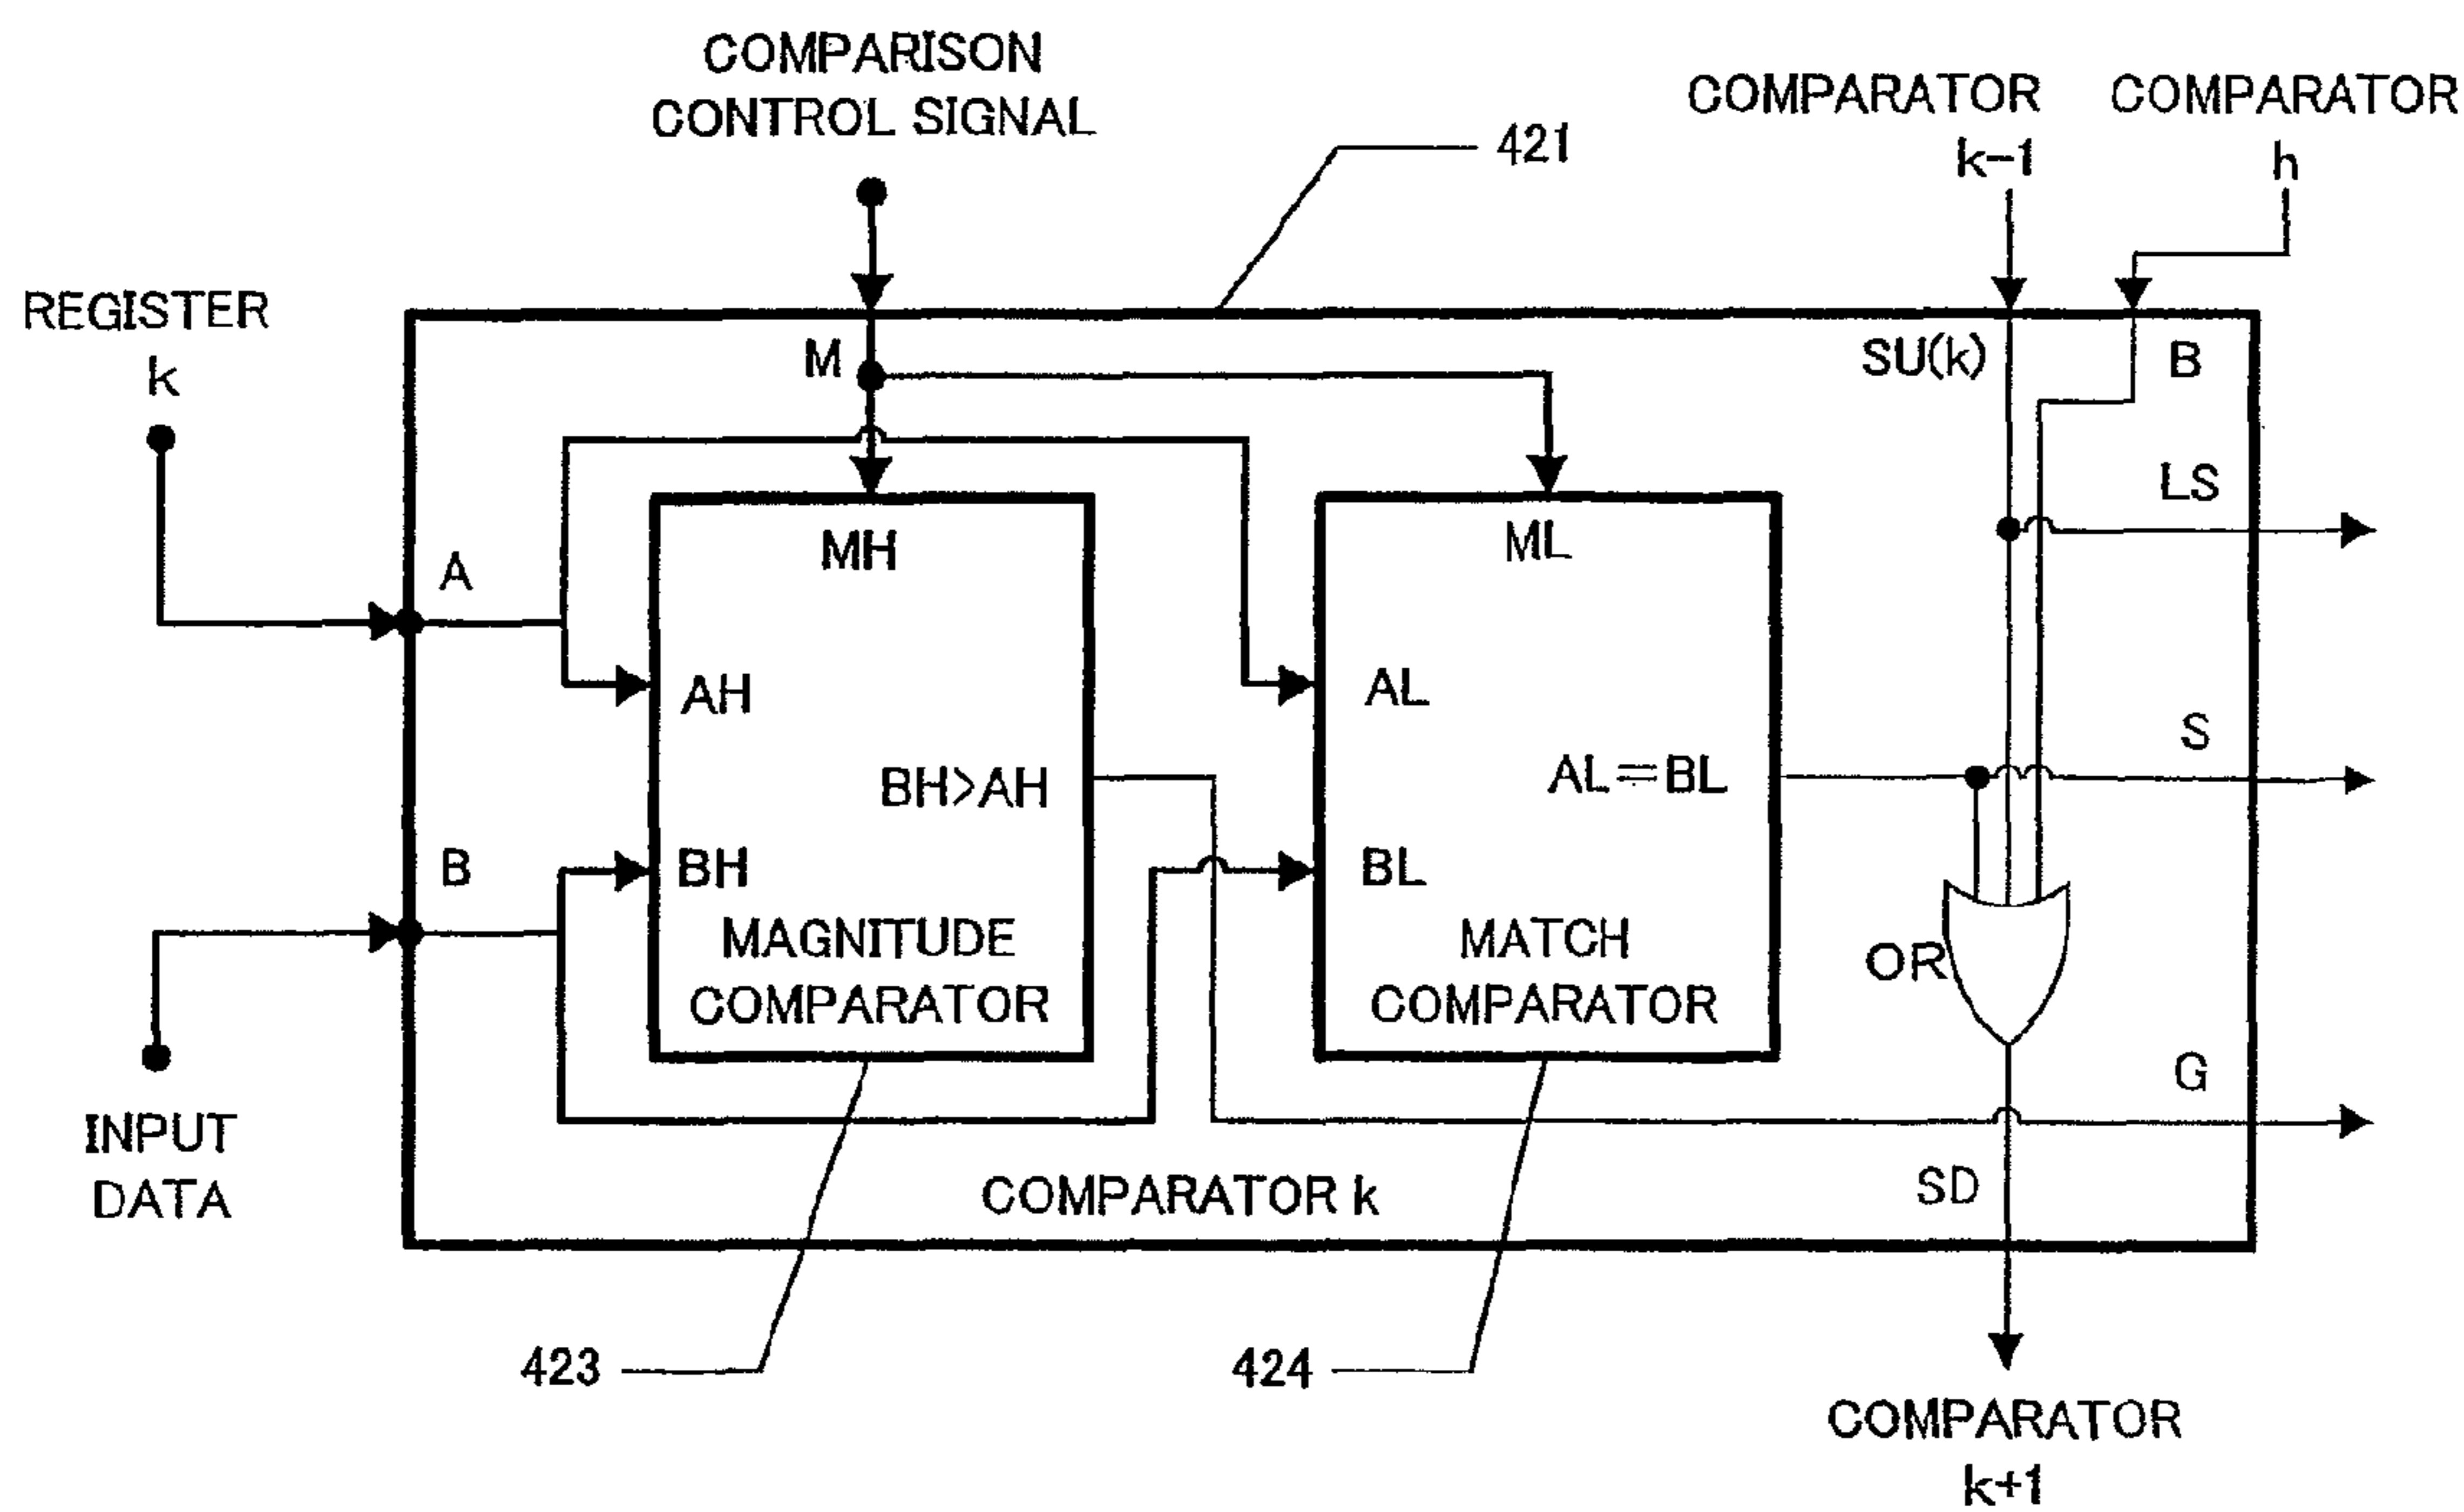 COMPARISON
CONTROL SIGNAL
421
COMPARATOR
k-1
COMPARATOR
h
REGISTER
k
M
SU(k)
B
LS
MH
ML
A
AH
AL
S
BH>AH
AL=BL
B
BH
BL
MAGNITUDE
COMPARATOR
MATCH
COMPARATOR
OR
G
INPUT
DATA
COMPARATOR k
SD
423
424
COMPARATOR
k+1